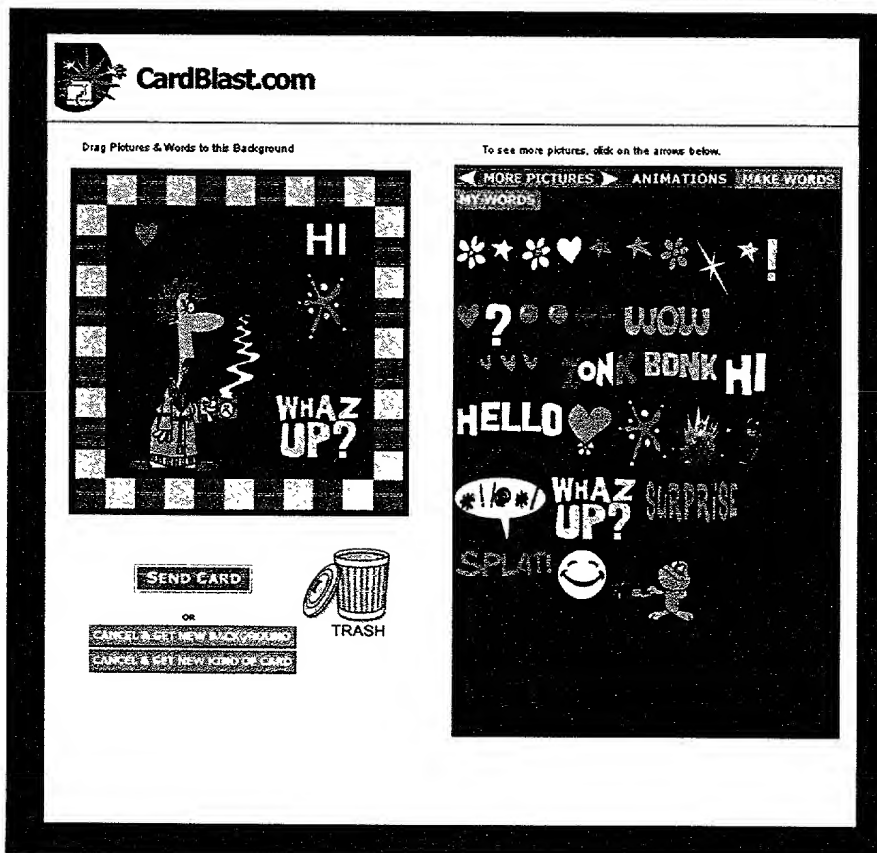 CardBlast.com
Drag Pictures & Words to this Background
HI
WHAZ
UP?
SEND CARD
OR
CANCEL & GET NEW BACKGROUND
CANCEL & GET NEW KIND OF CARD
TRASH
To see more pictures, click on the arrows below.
MORE PICTURES ANIMATIONS MAKE WORDS
MY WORDS
!
? WOW
BONK HI
HELLO
*!/@*/ WHAZ
UP? SURPRISE
SPLAT!